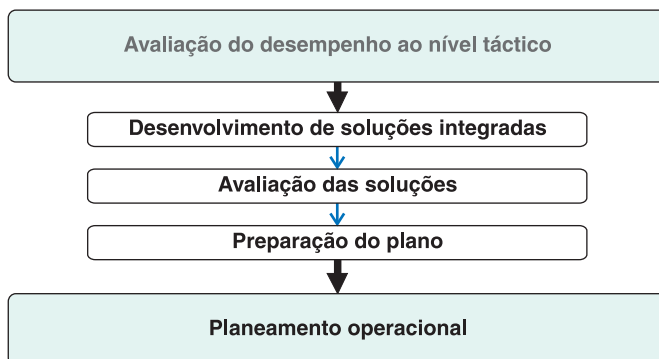 Avaliação do desempenho ao nível táctico
Desenvolvimento de soluções integradas
Avaliação das soluções
Preparação do plano
Planeamento operacional